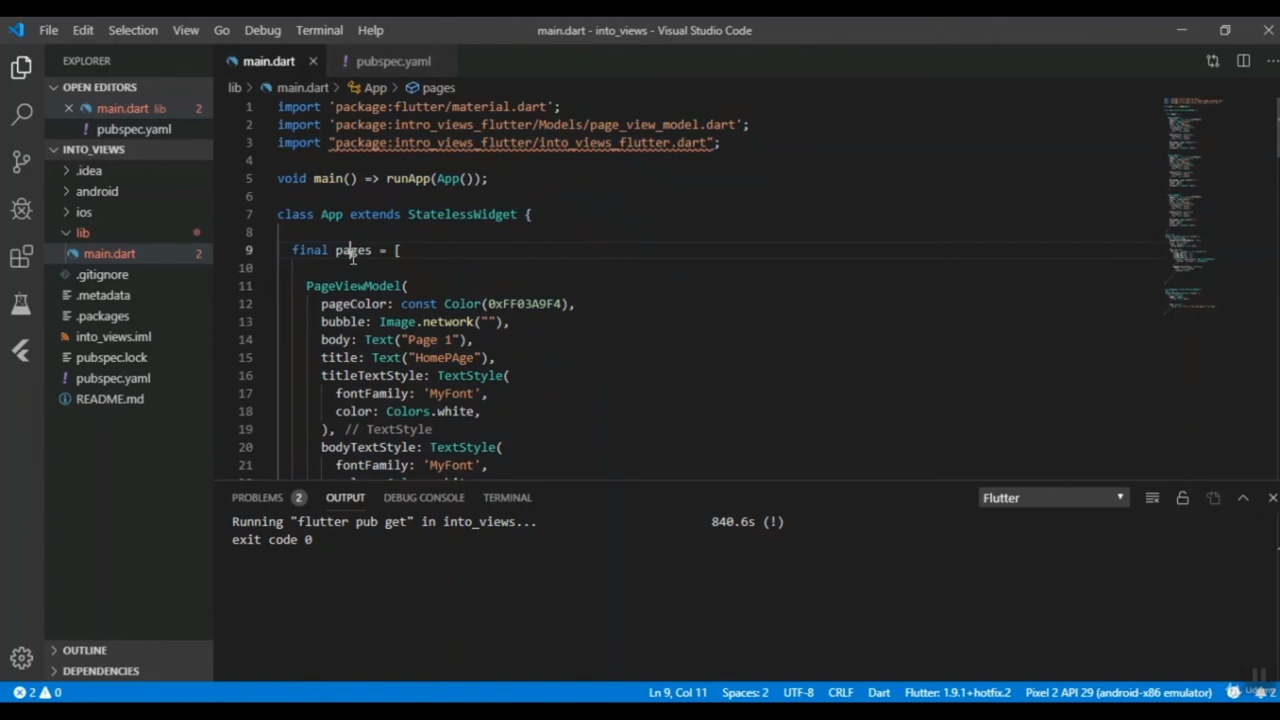 File Edit Selection View Go Debug Terminal Help
main.dart - into_views - Visual Studio Code
EXPLORER
OPEN EDITORS
main.dart lib 2
pubspec.yaml
INTO_VIEWS
.idea
android
ios
lib
main.dart 2
.gitignore
.metadata
.packages
into_views.iml
pubspec.lock
pubspec.yaml
README.md
OUTLINE
DEPENDENCIES
main.dart
pubspec.yaml
lib > main.dart > App > pages
1 import 'package:flutter/material.dart';
2 import 'package:intro_views_flutter/Models/page_view_model.dart';
3 import "package:intro_views_flutter/into_views_flutter.dart";
4
5 void main() => runApp(App());
6
7 class App extends StatelessWidget {
8
9 final pages = [
10
11 PageViewModel(
12 pageColor: const Color(0xFF03A9F4),
13 bubble: Image.network(""),
14 body: Text("Page 1"),
15 title: Text("HomePAge"),
16 titleTextStyle: TextStyle(
17 fontFamily: 'MyFont',
18 color: Colors.white,
19 ), // TextStyle
20 bodyTextStyle: TextStyle(
21 fontFamily: 'MyFont',
PROBLEMS 2 OUTPUT DEBUG CONSOLE TERMINAL
Flutter
Running "flutter pub get" in into_views... 840.6s (!)
exit code 0
2 0
Ln 9, Col 11 Spaces: 2 UTF-8 CRLF Dart Flutter: 1.9.1+hotfix.2 Pixel 2 API 29 (android-x86 emulator) 2